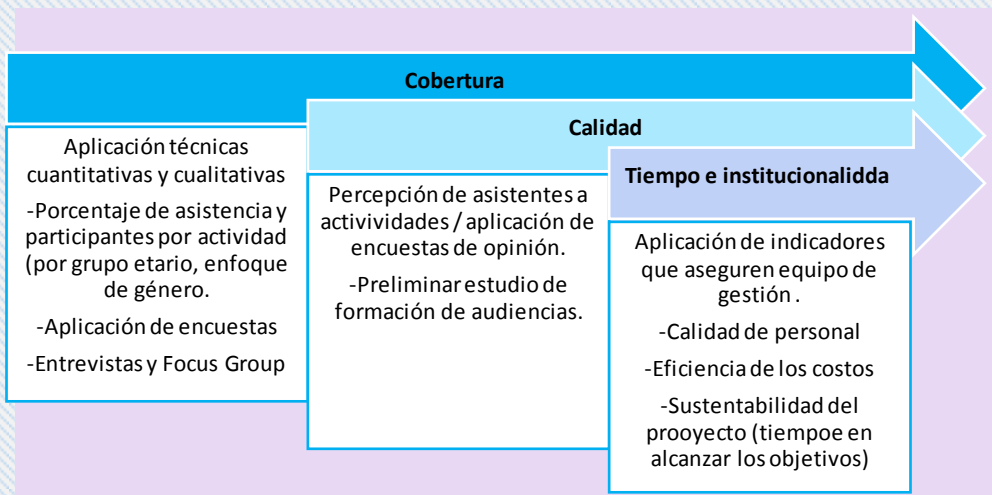 Cobertura
Aplicación técnicas
cuantitativas y cualitativas
-Porcentaje de asistencia y
participantes por actividad
(por grupo etario, enfoque
de género.
-Aplicación de encuestas
-Entrevistas y Focus Group
Calidad
Percepción de asistentes a
activividades / aplicación de
encuestas de opinión.
-Preliminar estudio de
formación de audiencias.
Tiempo e institucionalidda
Aplicación de indicadores
que aseguren equipo de
gestión .
-Calidad de personal
-Eficiencia de los costos
-Sustentabilidad del
prooyecto (tiempoe en
alcanzar los objetivos)